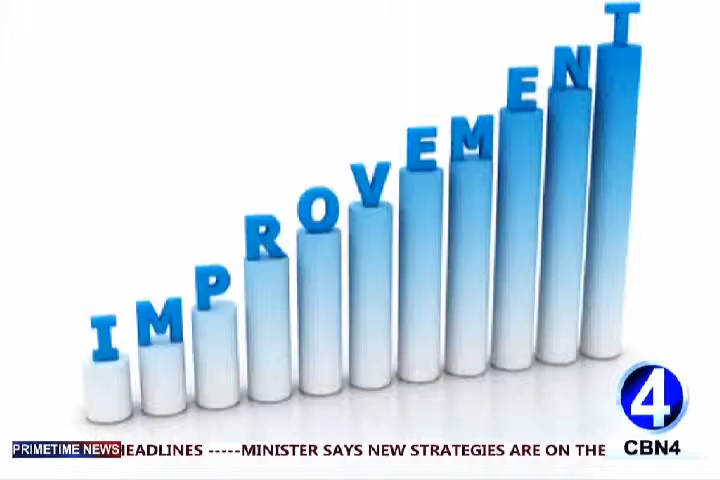 IMPROVEMENT
4
PRIMETIME NEWS EADLINES -----MINISTER SAYS NEW STRATEGIES ARE ON THE
CBN4